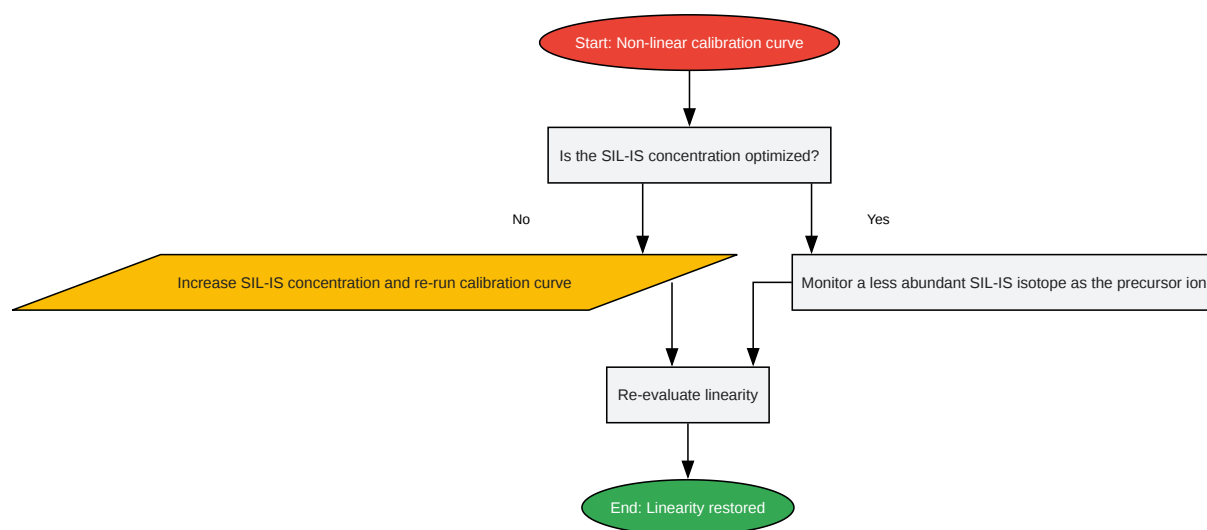 Start: Non-linear calibration curve
Is the SIL-IS concentration optimized?
No
Yes
Increase SIL-IS concentration and re-run calibration curve
Monitor a less abundant SIL-IS isotope as the precursor ion
Re-evaluate linearity
End: Linearity restored